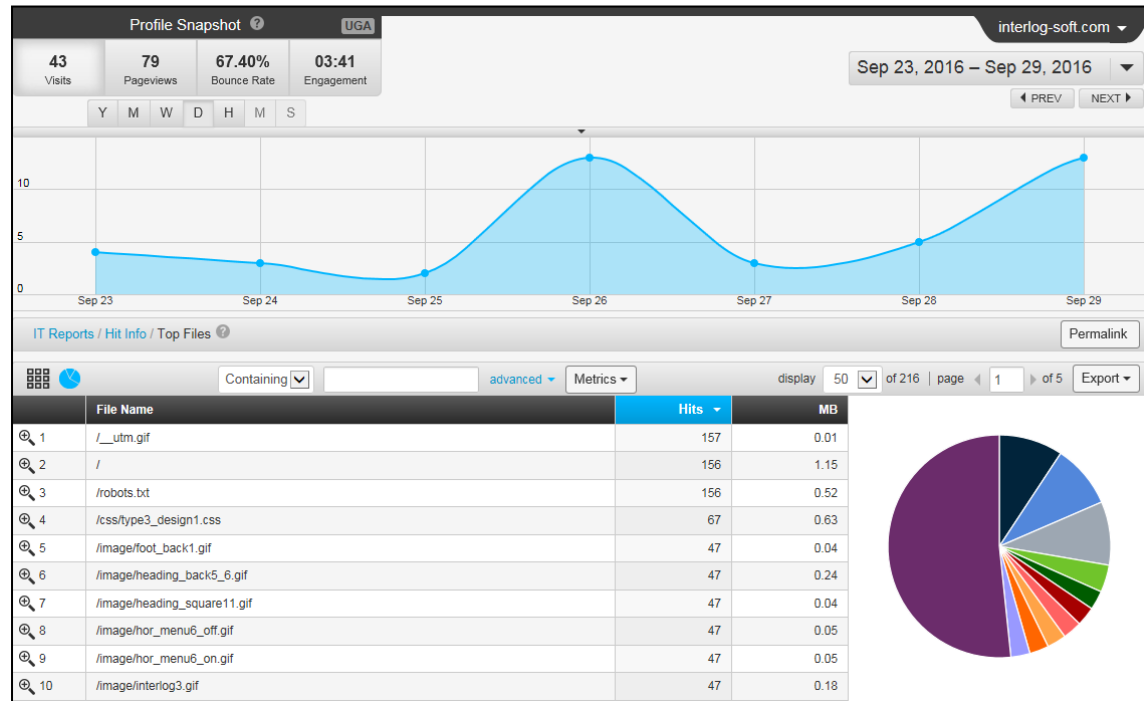 Profile Snapshot ? UGA
interlog-soft.com
43 79 67.40% 03:41
Visits Pageviews Bounce Rate Engagement
Sep 23, 2016 – Sep 29, 2016
PREV NEXT
Y M W D H M S
10
5
0
Sep 23 Sep 24 Sep 25 Sep 26 Sep 27 Sep 28 Sep 29
IT Reports / Hit Info / Top Files ? Permalink
Containing advanced Metrics display 50 of 216 | page 1 of 5 Export
File Name Hits MB
1 /__utm.gif 157 0.01
2 / 156 1.15
3 /robots.txt 156 0.52
4 /css/type3_design1.css 67 0.63
5 /image/foot_back1.gif 47 0.04
6 /image/heading_back5_6.gif 47 0.24
7 /image/heading_square11.gif 47 0.04
8 /image/hor_menu6_off.gif 47 0.05
9 /image/hor_menu6_on.gif 47 0.05
10 /image/interlog3.gif 47 0.18